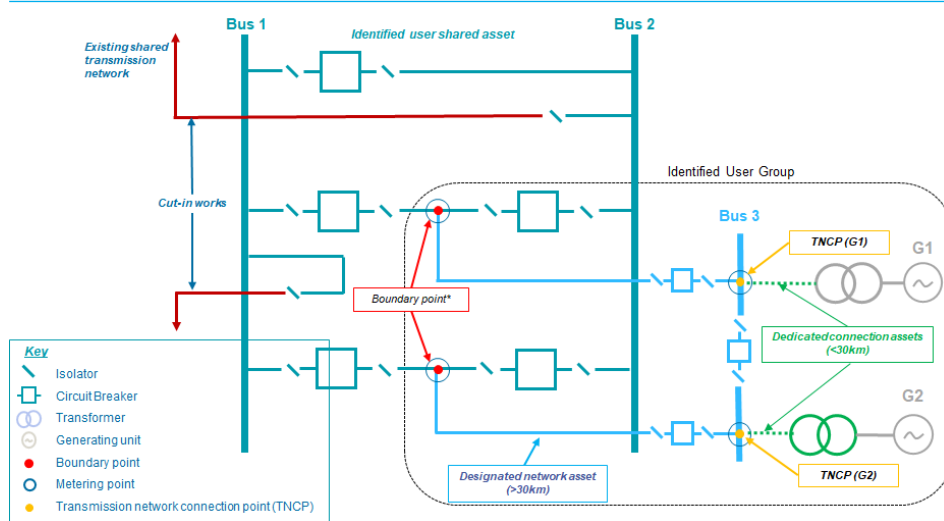 Bus 1
Identified user shared asset
Bus 2
Existing shared
transmission
network
Identified User Group
Cut-in works
Bus 3
TNCP (G1)
G1
Boundary point*
Dedicated connection assets
(<30km)
G2
Designated network asset
(>30km)
TNCP (G2)
Key
Isolator
Circuit Breaker
Transformer
Generating unit
Boundary point
Metering point
Transmission network connection point (TNCP)